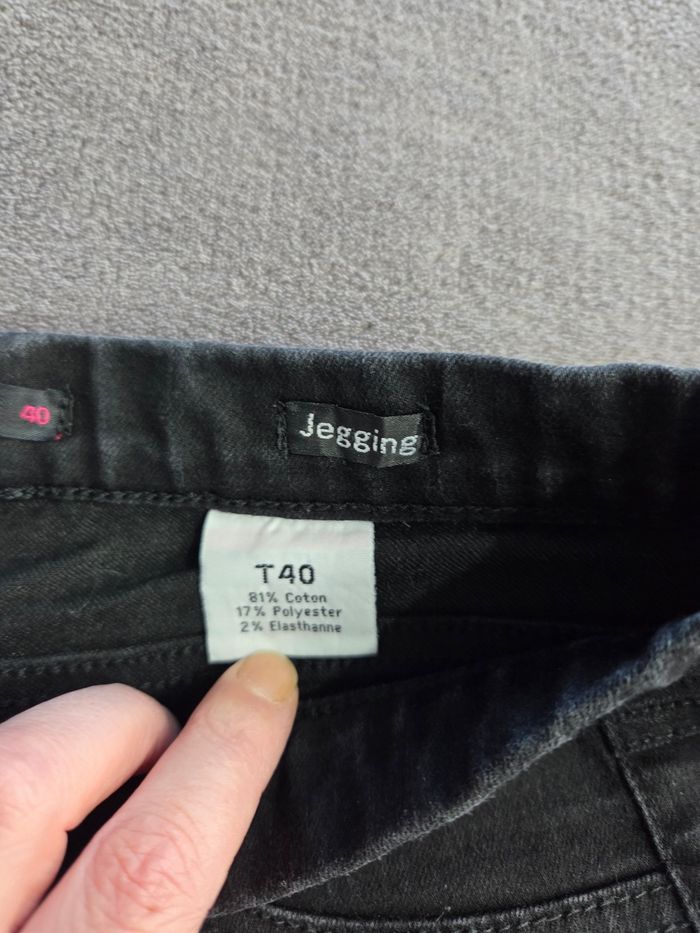 40
Jegging
T40
81% Coton
17% Polyester
2% Elasthanne